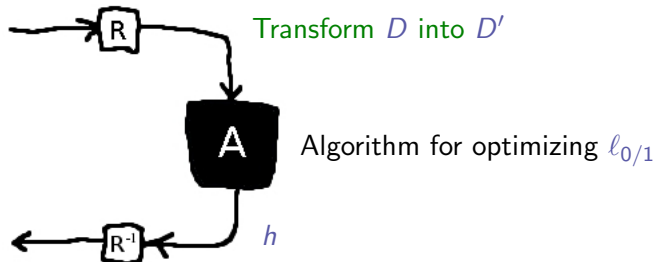 R Transform D into D′
A Algorithm for optimizing ℓ0/1
R-1 h